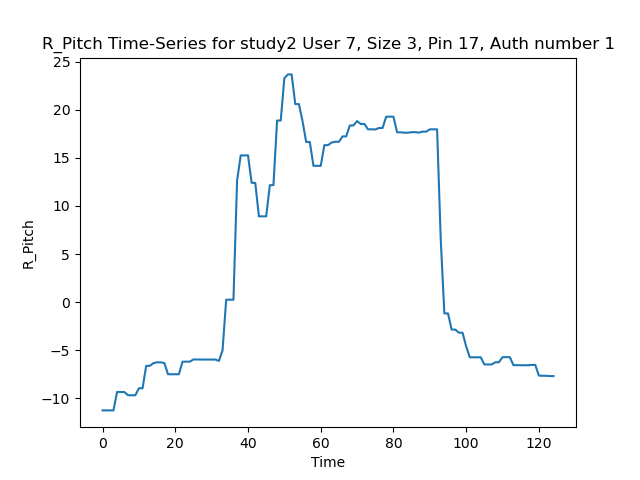 R_Pitch Time-Series for study2 User 7, Size 3, Pin 17, Auth number 1
25
20
15
10
5
0
−5
−10
R_Pitch
0 20 40 60 80 100 120
Time